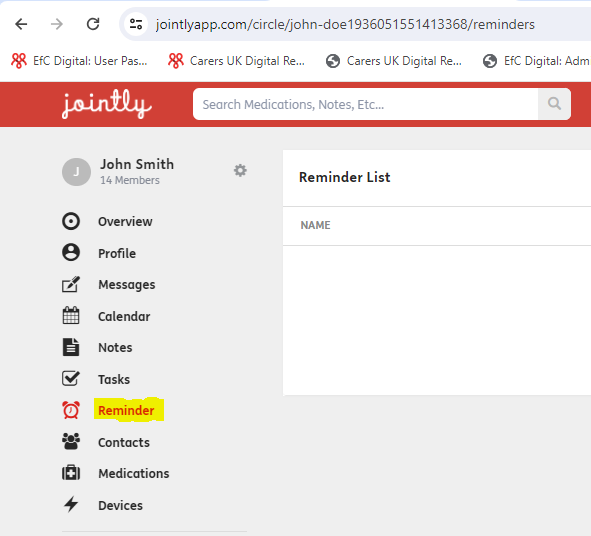 jointlyapp.com/circle/john-doe1936051551413368/reminders
EfC Digital: User Pas... Carers UK Digital Re... Carers UK Digital Re... EfC Digital: Adm
jointly
Search Medications, Notes, Etc...
J
John Smith
14 Members
Overview
Profile
Messages
Calendar
Notes
Tasks
Reminder
Contacts
Medications
Devices
Reminder List
NAME